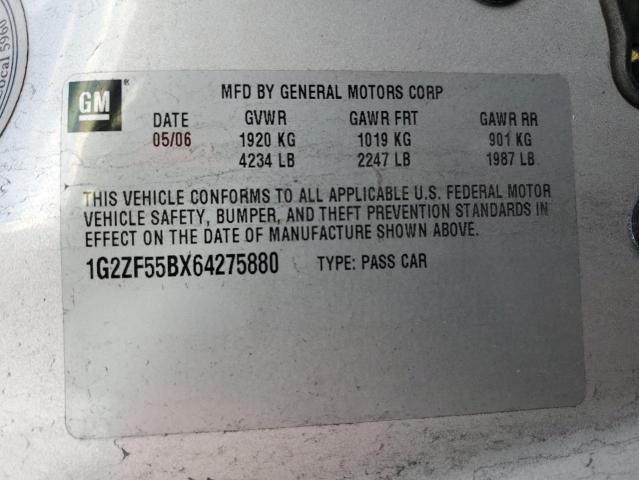 ocal 5960
GM
MFD BY GENERAL MOTORS CORP
DATE GVWR GAWR FRT GAWR RR
05/06 1920 KG 1019 KG 901 KG
4234 LB 2247 LB 1987 LB
THIS VEHICLE CONFORMS TO ALL APPLICABLE U.S. FEDERAL MOTOR
VEHICLE SAFETY, BUMPER, AND THEFT PREVENTION STANDARDS IN
EFFECT ON THE DATE OF MANUFACTURE SHOWN ABOVE.
1G2ZF55BX64275880 TYPE: PASS CAR